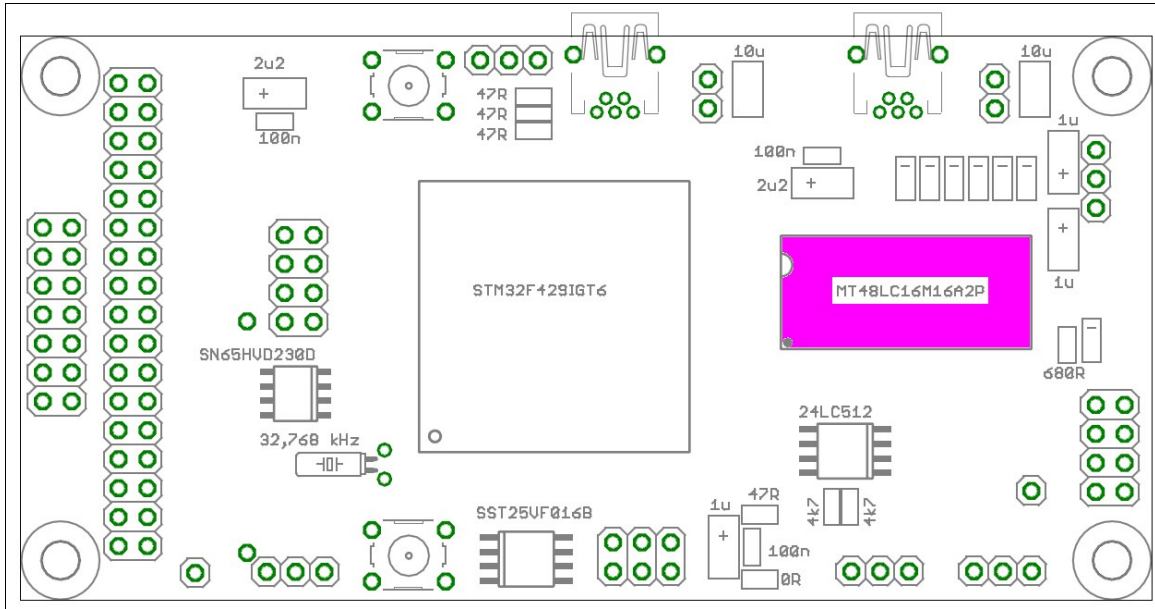 2u2
+
100n
47R
47R
47R
10u
10u
1u
+
100n
2u2
+
+
1u
STM32F429IGT6
MT48LC16M16A2P
SN65HVD230D
680R
32,768 kHz
24LC512
4k7
4k7
SST25VF016B
1u
+
47R
100n
0R